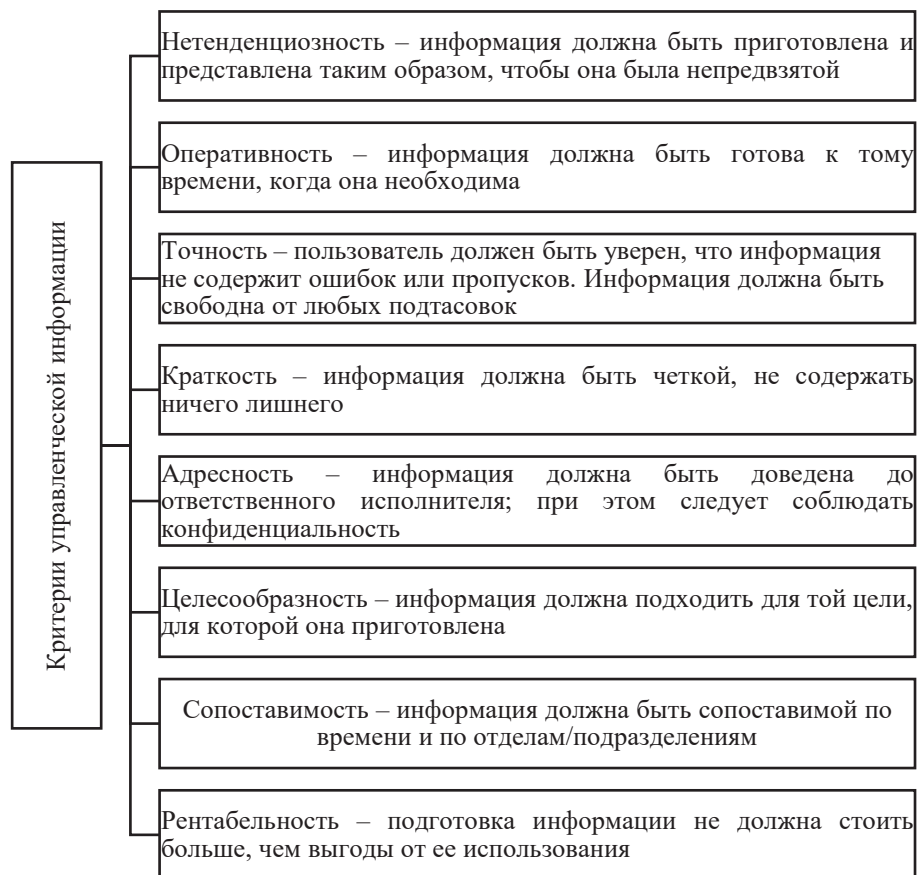 Критерии управленческой информации
Нетенденциозность – информация должна быть приготовлена и
представлена таким образом, чтобы она была непредвзятой
Оперативность – информация должна быть готова к тому
времени, когда она необходима
Точность – пользователь должен быть уверен, что информация
не содержит ошибок или пропусков. Информация должна быть
свободна от любых подтасовок
Краткость – информация должна быть четкой, не содержать
ничего лишнего
Адресность – информация должна быть доведена до
ответственного исполнителя; при этом следует соблюдать
конфиденциальность
Целесообразность – информация должна подходить для той цели,
для которой она приготовлена
Сопоставимость – информация должна быть сопоставимой по
времени и по отделам/подразделениям
Рентабельность – подготовка информации не должна стоить
больше, чем выгоды от ее использования